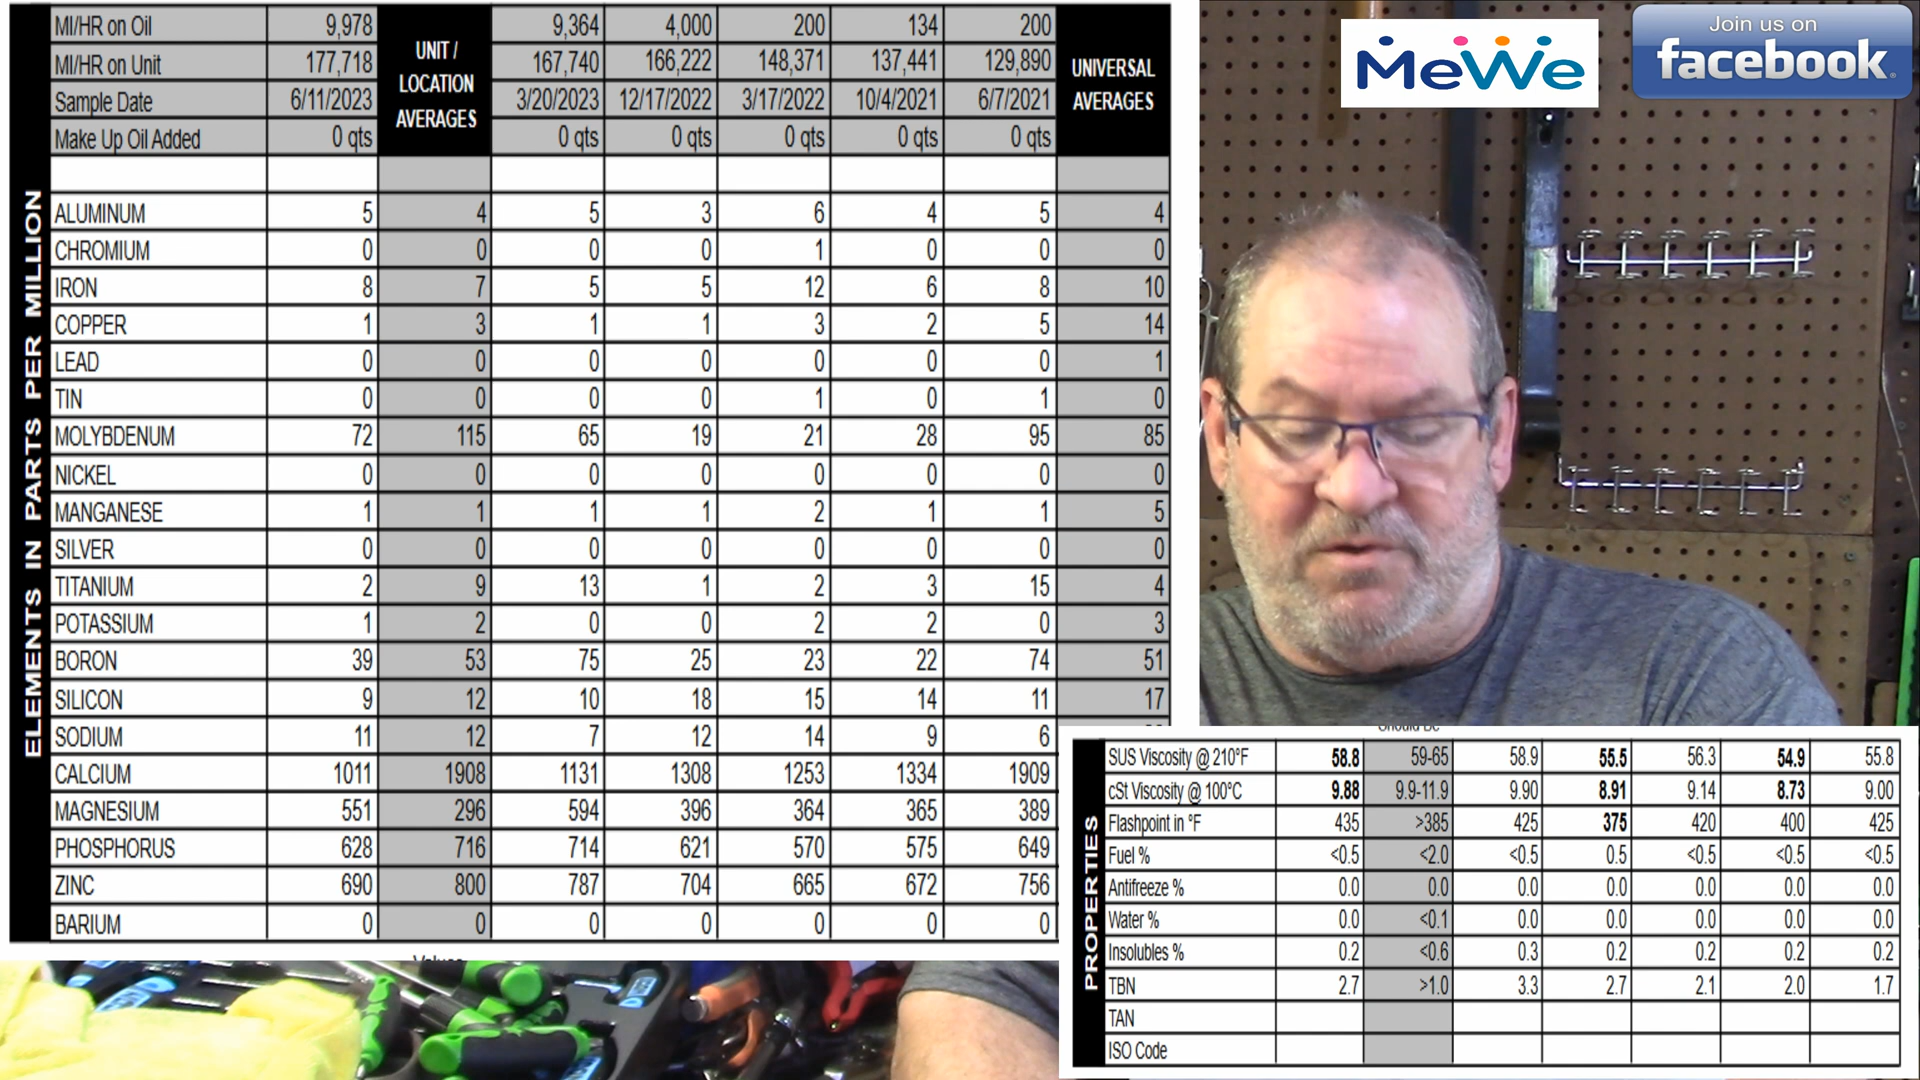 MI/HR on Oil 9,978 UNIT / LOCATION AVERAGES 9,364 4,000 200 134 200 UNIVERSAL AVERAGES
MI/HR on Unit 177,718 167,740 166,222 148,371 137,441 129,890
Sample Date 6/11/2023 3/20/2023 12/17/2022 3/17/2022 10/4/2021 6/7/2021
Make Up Oil Added 0 qts 0 qts 0 qts 0 qts 0 qts 0 qts
ELEMENTS IN PARTS PER MILLION
ALUMINUM 5 4 5 3 6 4 5 4
CHROMIUM 0 0 0 0 1 0 0 0
IRON 8 7 5 5 12 6 8 10
COPPER 1 3 1 1 3 2 5 14
LEAD 0 0 0 0 0 0 0 1
TIN 0 0 0 0 1 0 1 0
MOLYBDENUM 72 115 65 19 21 28 95 85
NICKEL 0 0 0 0 0 0 0 0
MANGANESE 1 1 1 1 2 1 1 5
SILVER 0 0 0 0 0 0 0 0
TITANIUM 2 9 13 1 2 3 15 4
POTASSIUM 1 2 0 0 2 2 0 3
BORON 39 53 75 25 23 22 74 51
SILICON 9 12 10 18 15 14 11 17
SODIUM 11 12 7 12 14 9 6
CALCIUM 1011 1908 1131 1308 1253 1334 1909
MAGNESIUM 551 296 594 396 364 365 389
PHOSPHORUS 628 716 714 621 570 575 649
ZINC 690 800 787 704 665 672 756
BARIUM 0 0 0 0 0 0 0
MeWe
Join us on
facebook
PROPERTIES
SUS Viscosity @ 210°F 58.8 59-65 58.9 55.5 56.3 54.9 55.8
cSt Viscosity @ 100°C 9.88 9.9-11.9 9.90 8.91 9.14 8.73 9.00
Flashpoint in °F 435 >385 425 375 420 400 425
Fuel % <0.5 <2.0 <0.5 0.5 <0.5 <0.5 <0.5
Antifreeze % 0.0 0.0 0.0 0.0 0.0 0.0 0.0
Water % 0.0 <0.1 0.0 0.0 0.0 0.0 0.0
Insolubles % 0.2 <0.6 0.3 0.2 0.2 0.2 0.2
TBN 2.7 >1.0 3.3 2.7 2.1 2.0 1.7
TAN
ISO Code